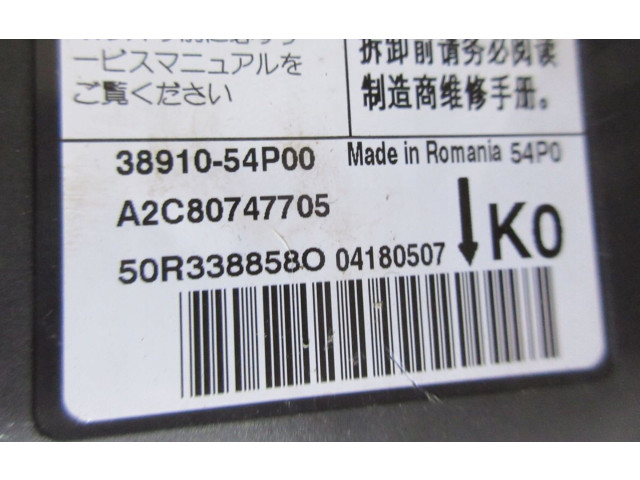 ービスマニュアルを
ご覧ください
拆卸前请务必阅读
制造商维修手册。
38910-54P00 Made in Romania 54P0
A2C80747705
50R338858O 04180507 K0